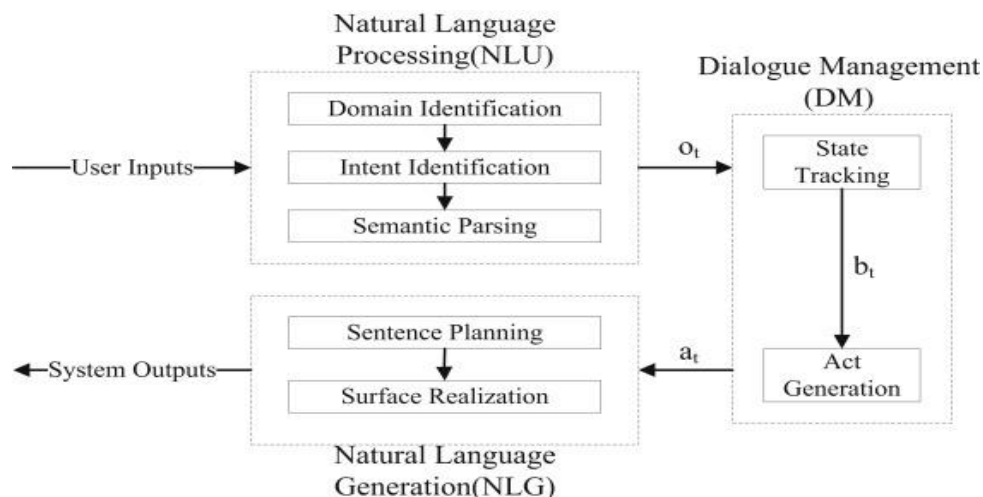 Natural Language
Processing(NLU)
Domain Identification
User Inputs
Intent Identification
Semantic Parsing
oₜ
Dialogue Management
(DM)
State
Tracking
bₜ
Act
Generation
aₜ
Sentence Planning
System Outputs
Surface Realization
Natural Language
Generation(NLG)